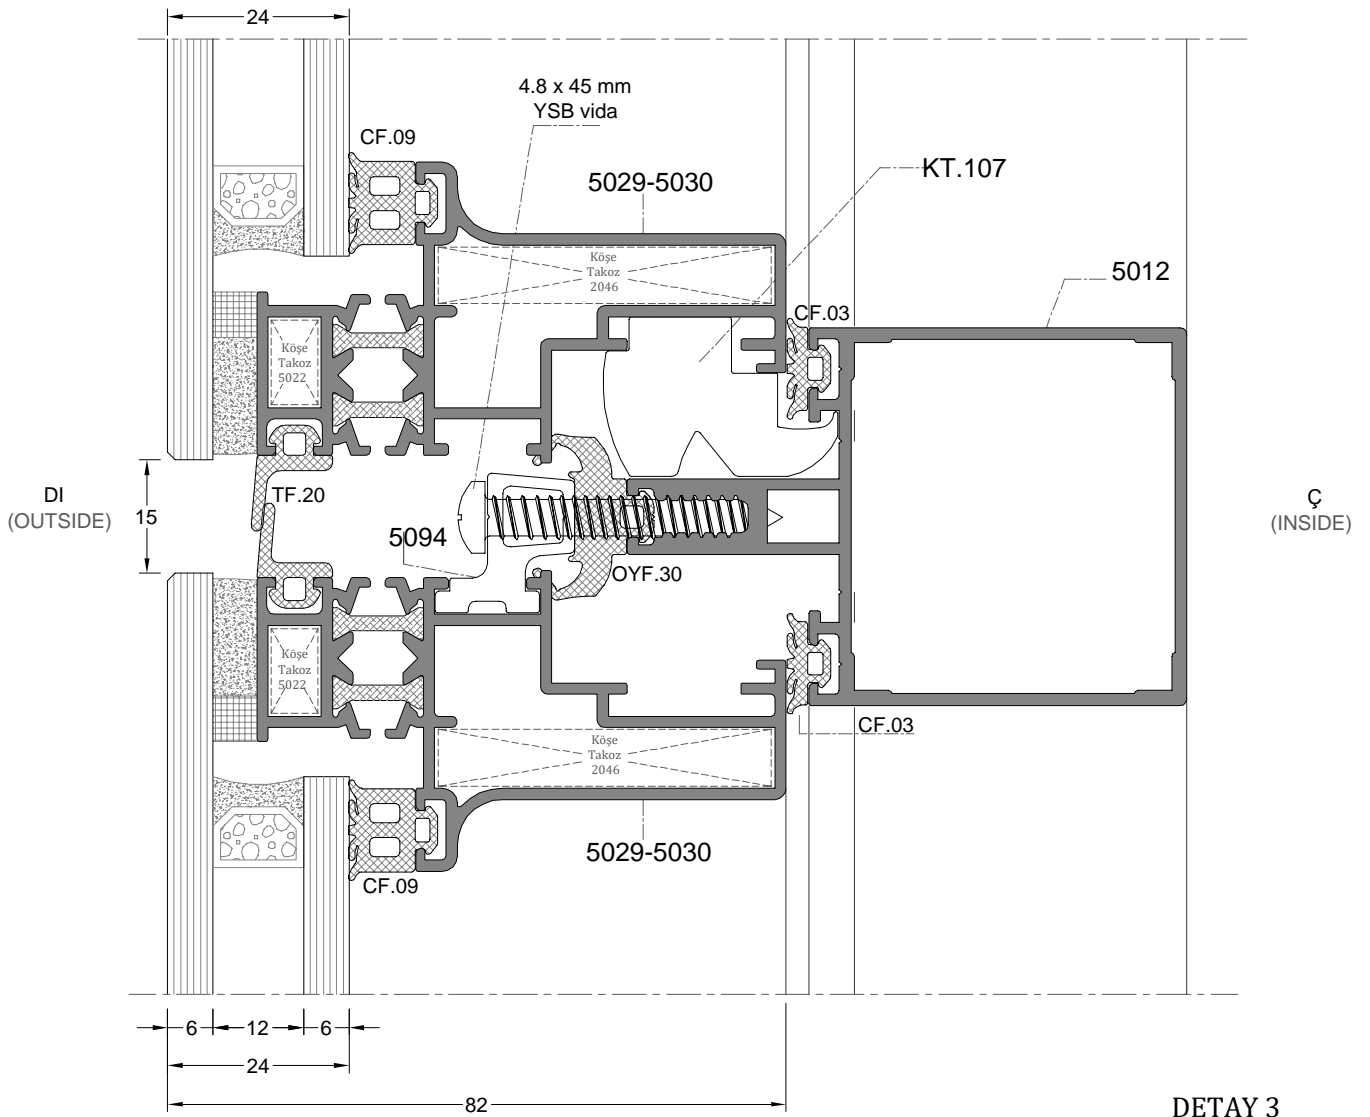 24
4.8 x 45 mm
YSB vida
CF.09
5029-5030
KT.107
Köşe
Takoz
2046
5012
CF.03
Köşe
Takoz
5022
DI
(OUTSIDE)
15
TF.20
5094
OYF.30
Ç
(INSIDE)
Köşe
Takoz
5022
CF.03
Köşe
Takoz
2046
5029-5030
CF.09
6
12
6
24
82
DETAY 3